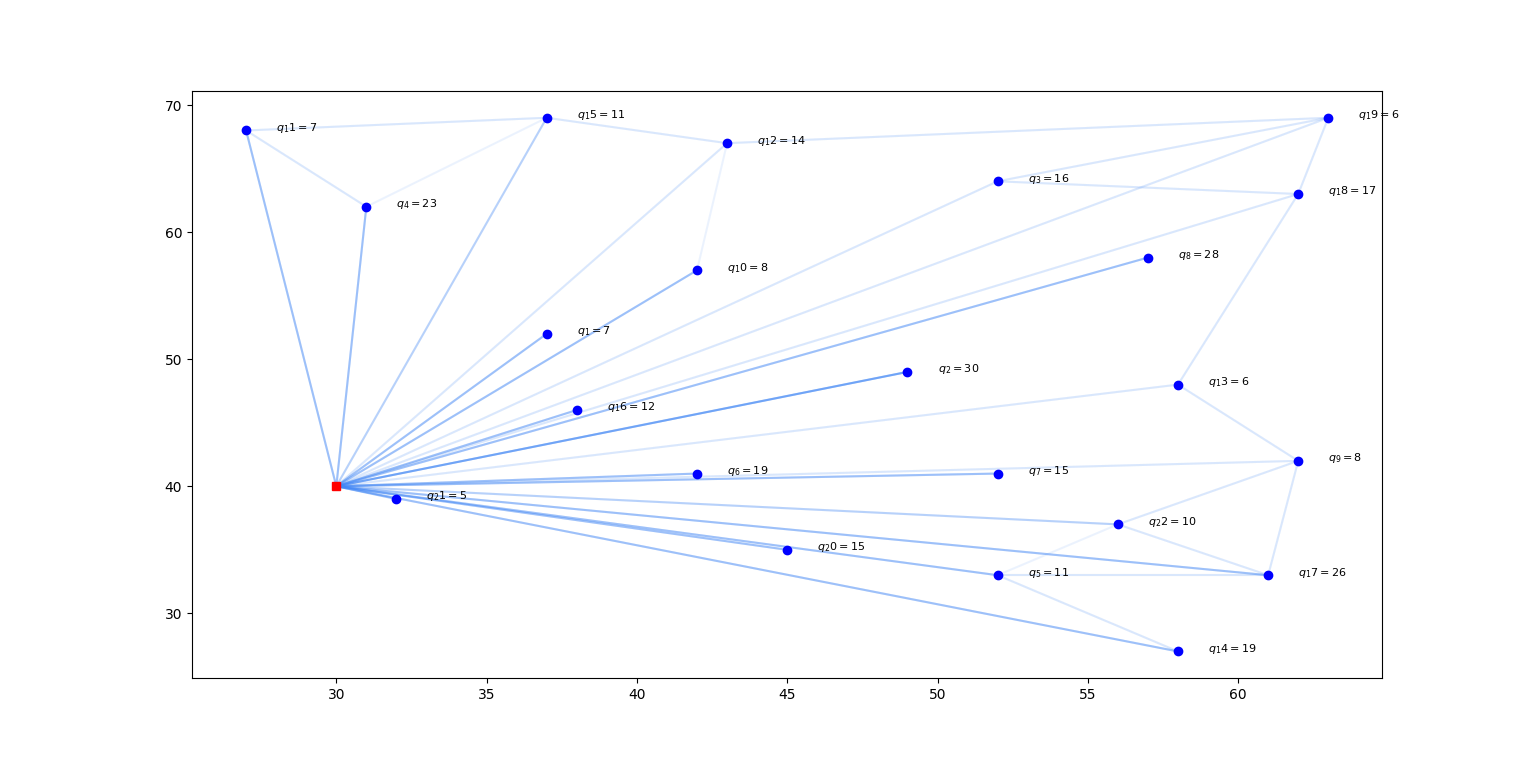 70
60
50
40
30
30 35 40 45 50 55 60
q₁1 = 7
q₁5 = 11
q₁2 = 14
q₁9 = 6
q₃ = 16
q₁8 = 17
q₄ = 23
q₈ = 28
q₁0 = 8
q₁ = 7
q₂ = 30
q₁3 = 6
q₁6 = 12
q₆ = 19
q₇ = 15
q₉ = 8
q₂1 = 5
q₂2 = 10
q₂0 = 15
q₅ = 11
q₁7 = 26
q₁4 = 19